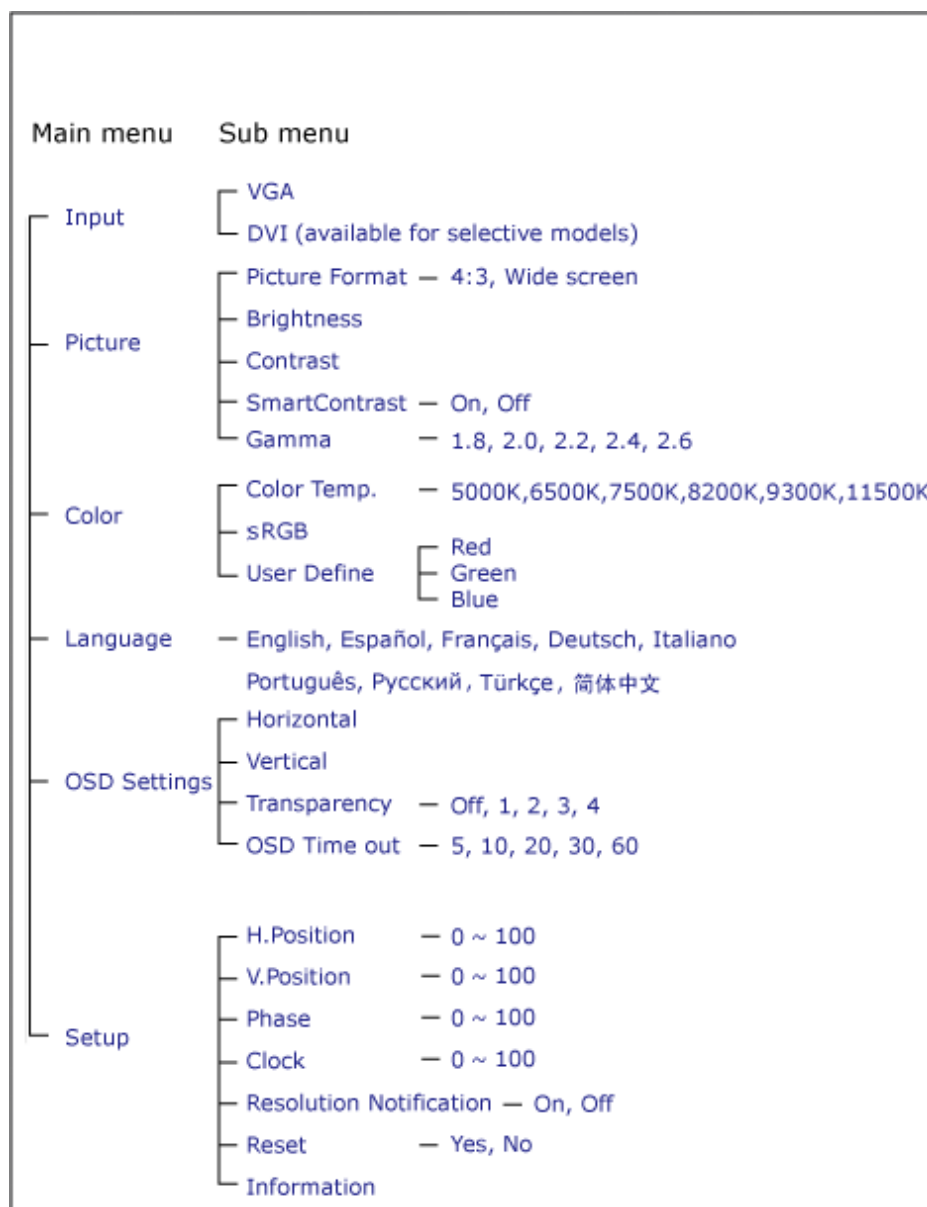 Main menu Sub menu
VGA
Input
DVI (available for selective models)
Picture Format — 4:3, Wide screen
Brightness
Picture
Contrast
SmartContrast — On, Off
Gamma — 1.8, 2.0, 2.2, 2.4, 2.6
Color Temp. — 5000K,6500K,7500K,8200K,9300K,11500K
Color
sRGB
Red
User Define
Green
Blue
Language — English, Español, Français, Deutsch, Italiano
Português, Русский, Türkçe, 简体中文
Horizontal
Vertical
OSD Settings
Transparency — Off, 1, 2, 3, 4
OSD Time out — 5, 10, 20, 30, 60
H.Position — 0 ~ 100
V.Position — 0 ~ 100
Phase — 0 ~ 100
Setup
Clock — 0 ~ 100
Resolution Notification — On, Off
Reset — Yes, No
Information